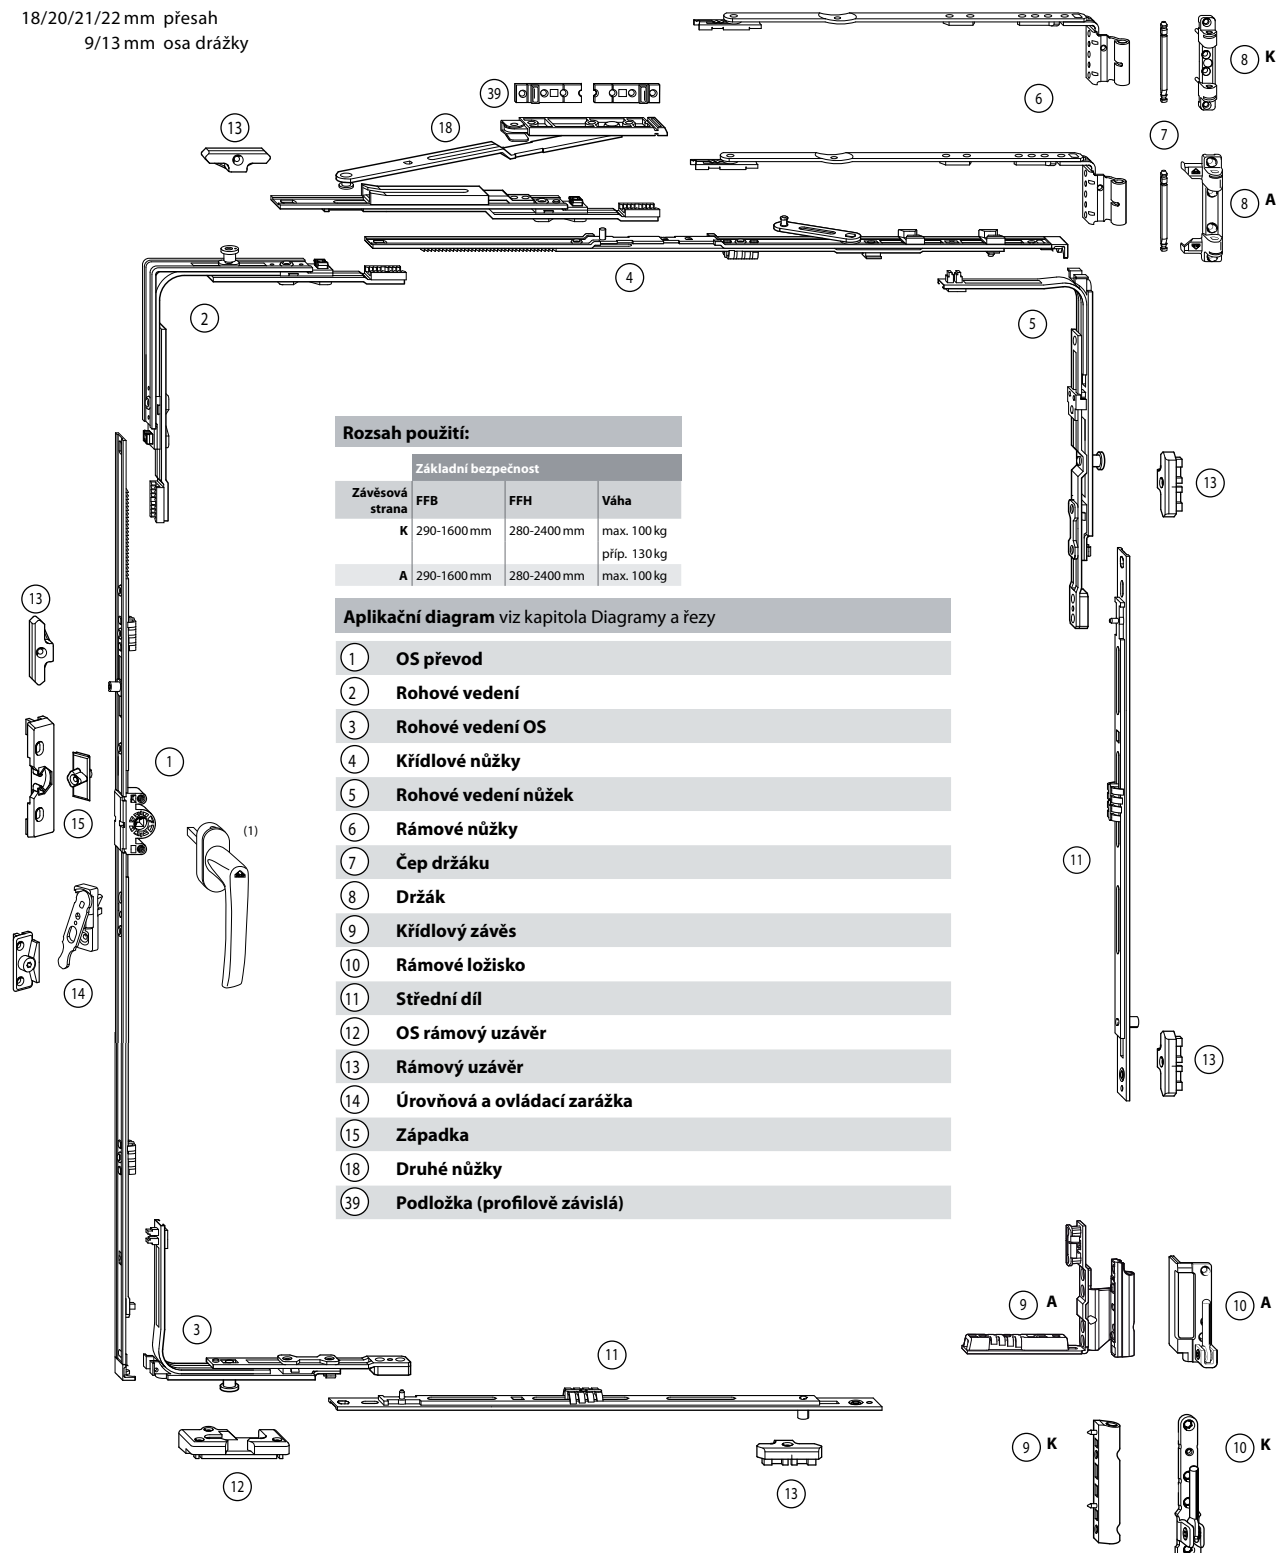 18/20/21/22 mm přesah
9/13 mm osa drážky
8 K
6
39
7
13
18
8 A
4
2
5
Rozsah použití:
Základní bezpečnost
Závěsová strana FFB FFH Váha
K 290-1600 mm 280-2400 mm max. 100 kg
příp. 130 kg
A 290-1600 mm 280-2400 mm max. 100 kg
13
Aplikační diagram viz kapitola Diagramy a řezy
13
1 OS převod
2 Rohové vedení
3 Rohové vedení OS
4 Křídlové nůžky
5 Rohové vedení nůžek
6 Rámové nůžky
7 Čep držáku
8 Držák
9 Křídlový závěs
10 Rámové ložisko
11 Střední díl
12 OS rámový uzávěr
13 Rámový uzávěr
14 Úrovňová a ovládací zarážka
15 Západka
18 Druhé nůžky
39 Podložka (profilově závislá)
1
15
(1)
11
14
13
9 A
10 A
3
11
9 K
10 K
12
13